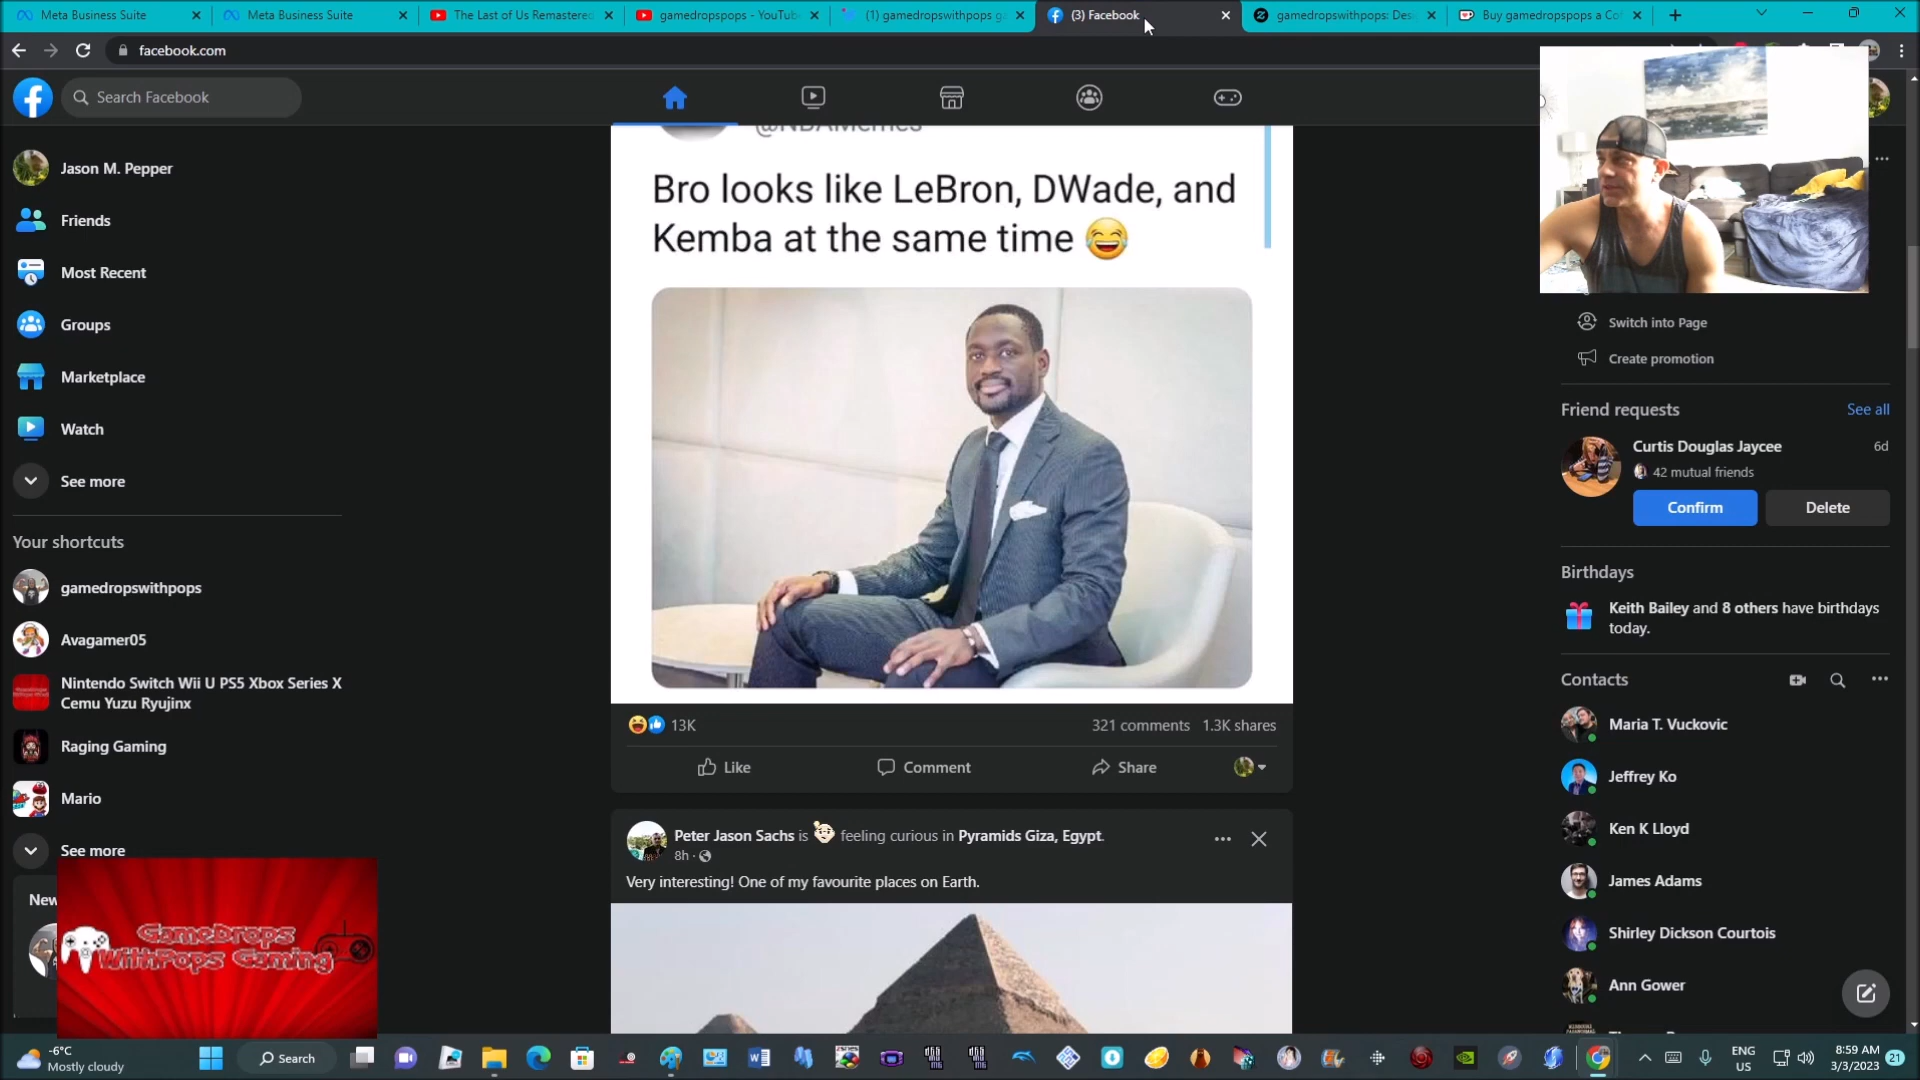 Meta Business Suite
Meta Business Suite
The Last of Us Remastered
gamedropspops - YouTube
(1) gamedropswithpops ga
(3) Facebook
gamedropswithpops: Desi
Buy gamedropspops a Cof
facebook.com
Search Facebook
@NBAMemes
Bro looks like LeBron, DWade, and
Kemba at the same time 😂
13K
321 comments 1.3K shares
Like
Comment
Share
Peter Jason Sachs is feeling curious in Pyramids Giza, Egypt.
8h ·
Very interesting! One of my favourite places on Earth.
Jason M. Pepper
Friends
Most Recent
Groups
Marketplace
Watch
See more
Your shortcuts
gamedropswithpops
Avagamer05
Nintendo Switch Wii U PS5 Xbox Series X
Cemu Yuzu Ryujinx
Raging Gaming
Mario
See more
New
GameDrops
WithPops Gaming
Switch into Page
Create promotion
Friend requests
See all
Curtis Douglas Jaycee
6d
42 mutual friends
Confirm
Delete
Birthdays
Keith Bailey and 8 others have birthdays
today.
Contacts
Maria T. Vuckovic
Jeffrey Ko
Ken K Lloyd
James Adams
Shirley Dickson Courtois
Ann Gower
-6°C
Mostly cloudy
Search
ENG
US
8:59 AM
3/3/2023
21